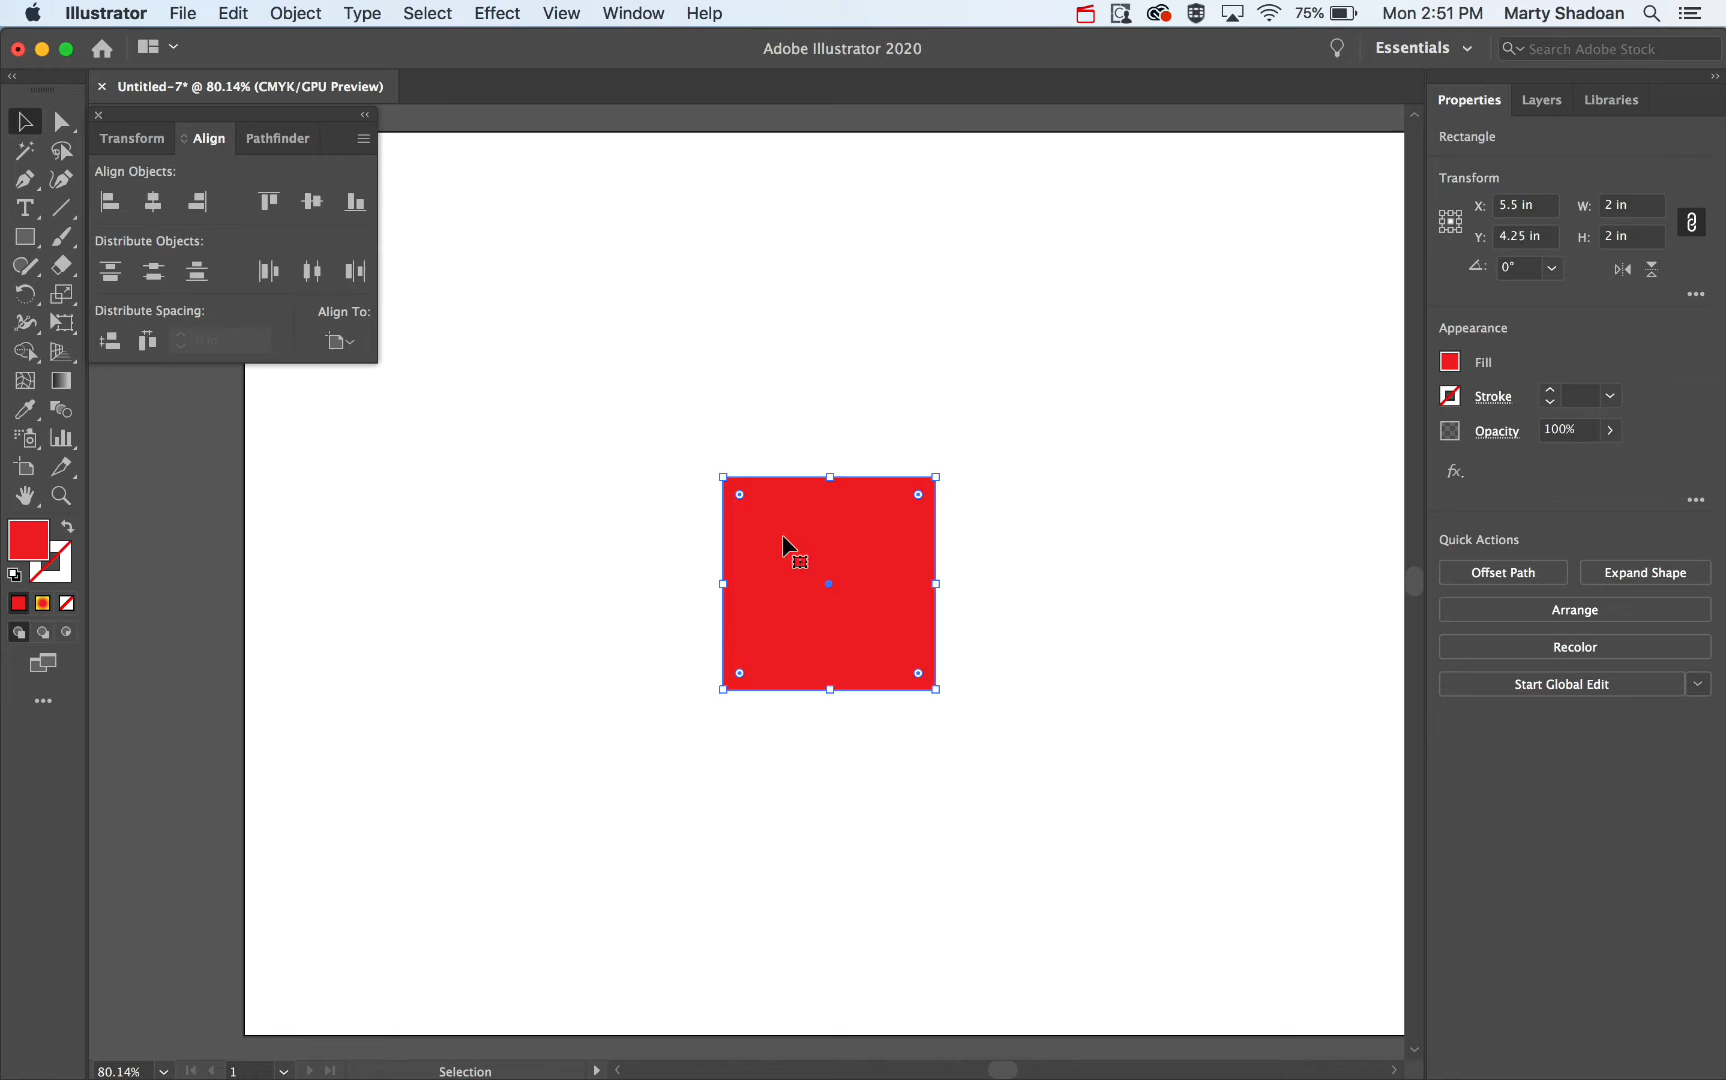 Illustrator File Edit Object Type Select Effect View Window Help 75% Mon 2:51 PM Marty Shadoan
Adobe Illustrator 2020 Essentials Search Adobe Stock
Untitled-7* @ 80.14% (CMYK/GPU Preview)
Transform Align Pathfinder
Align Objects:
Distribute Objects:
Distribute Spacing: Align To:
0 in
Properties Layers Libraries
Rectangle
Transform
X: 5.5 in W: 2 in
Y: 4.25 in H: 2 in
0°
Appearance
Fill
Stroke
Opacity 100%
fx.
Quick Actions
Offset Path Expand Shape
Arrange
Recolor
Start Global Edit
80.14% 1 Selection